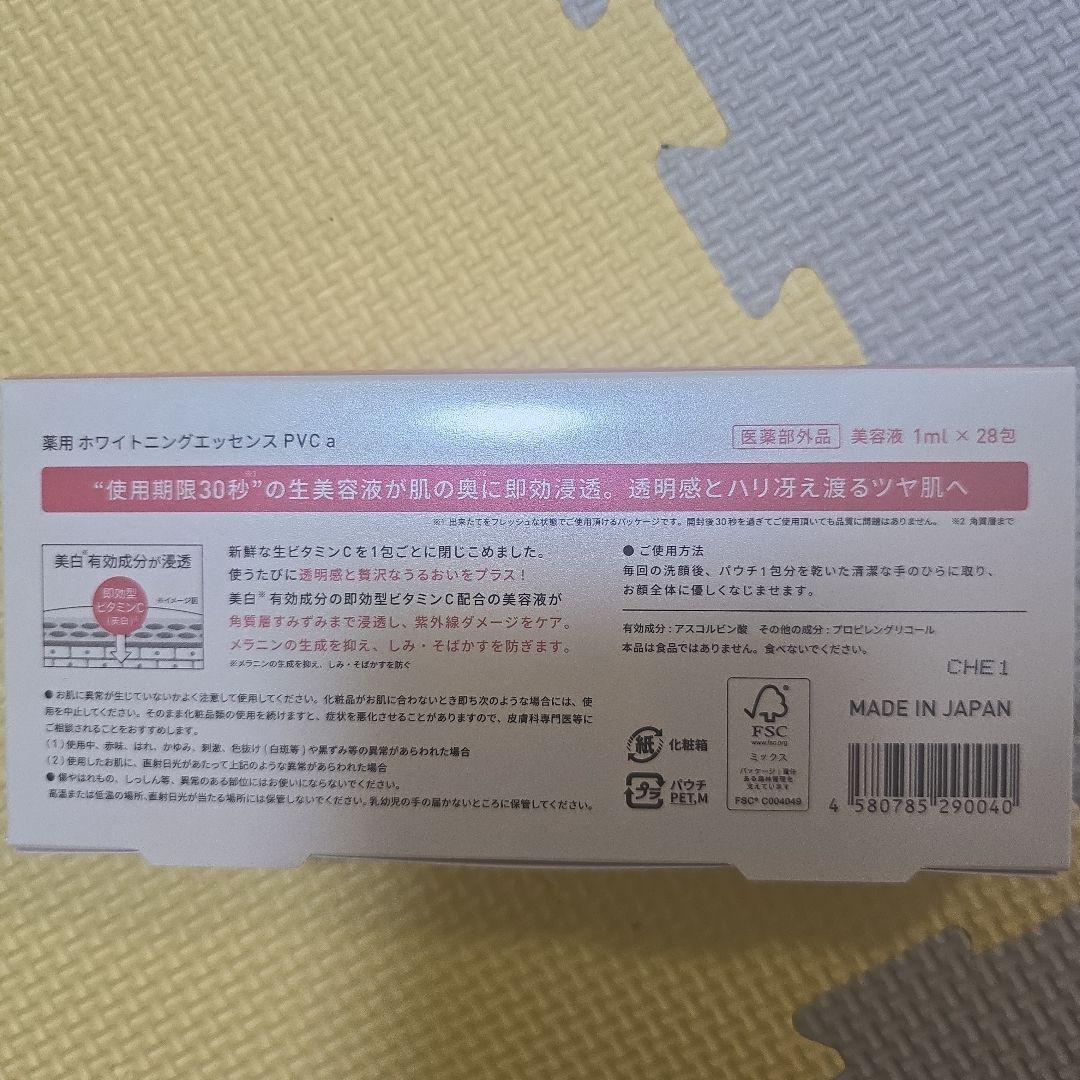 薬用 ホワイトニングエッセンス PVC a
医薬部外品 美容液 1ml × 28包
“使用期限30秒※1”の生美容液が肌の奥※2に即効浸透。透明感とハリ冴え渡るツヤ肌へ
※1 出来たてをフレッシュな状態でご使用頂けるパッケージです。開封後30秒を過ぎてご使用頂いても品質に問題はありません。 ※2 角質層まで
美白※有効成分が浸透
即効型
ビタミンC
(美白)
※イメージ図
新鮮な生ビタミンCを1包ごとに閉じこめました。
使うたびに透明感と贅沢なうるおいをプラス！
美白※有効成分の即効型ビタミンC配合の美容液が
角質層すみずみまで浸透し、紫外線ダメージをケア。
メラニンの生成を抑え、しみ・そばかすを防ぎます。
※メラニンの生成を抑え、しみ・そばかすを防ぐ
● ご使用方法
毎回の洗顔後、パウチ1包分を乾いた清潔な手のひらに取り、
お顔全体に優しくなじませます。
有効成分：アスコルビン酸 その他の成分：プロピレングリコール
本品は食品ではありません。食べないでください。
CHE1
● お肌に異常が生じていないかよく注意して使用してください。化粧品がお肌に合わないとき即ち次のような場合には、使
用を中止してください。そのまま化粧品類の使用を続けますと、症状を悪化させることがありますので、皮膚科専門医等に
ご相談されることをおすすめします。
(1)使用中、赤味、はれ、かゆみ、刺激、色抜け(白斑等)や黒ずみ等の異常があらわれた場合
(2)使用したお肌に、直射日光があたって上記のような異常があらわれた場合
● 傷やはれもの、しっしん等、異常のある部位にはお使いにならないでください。
高温または低温の場所、直射日光が当たる場所には保管しないでください。乳幼児の手の届かないところに保管してください。
紙 化粧箱
プラ パウチ
PET,M
FSC
www.fsc.org
ミックス
パッケージ｜責任
ある森林管理を
支えています
FSC® C004049
MADE IN JAPAN
4 580785 290040